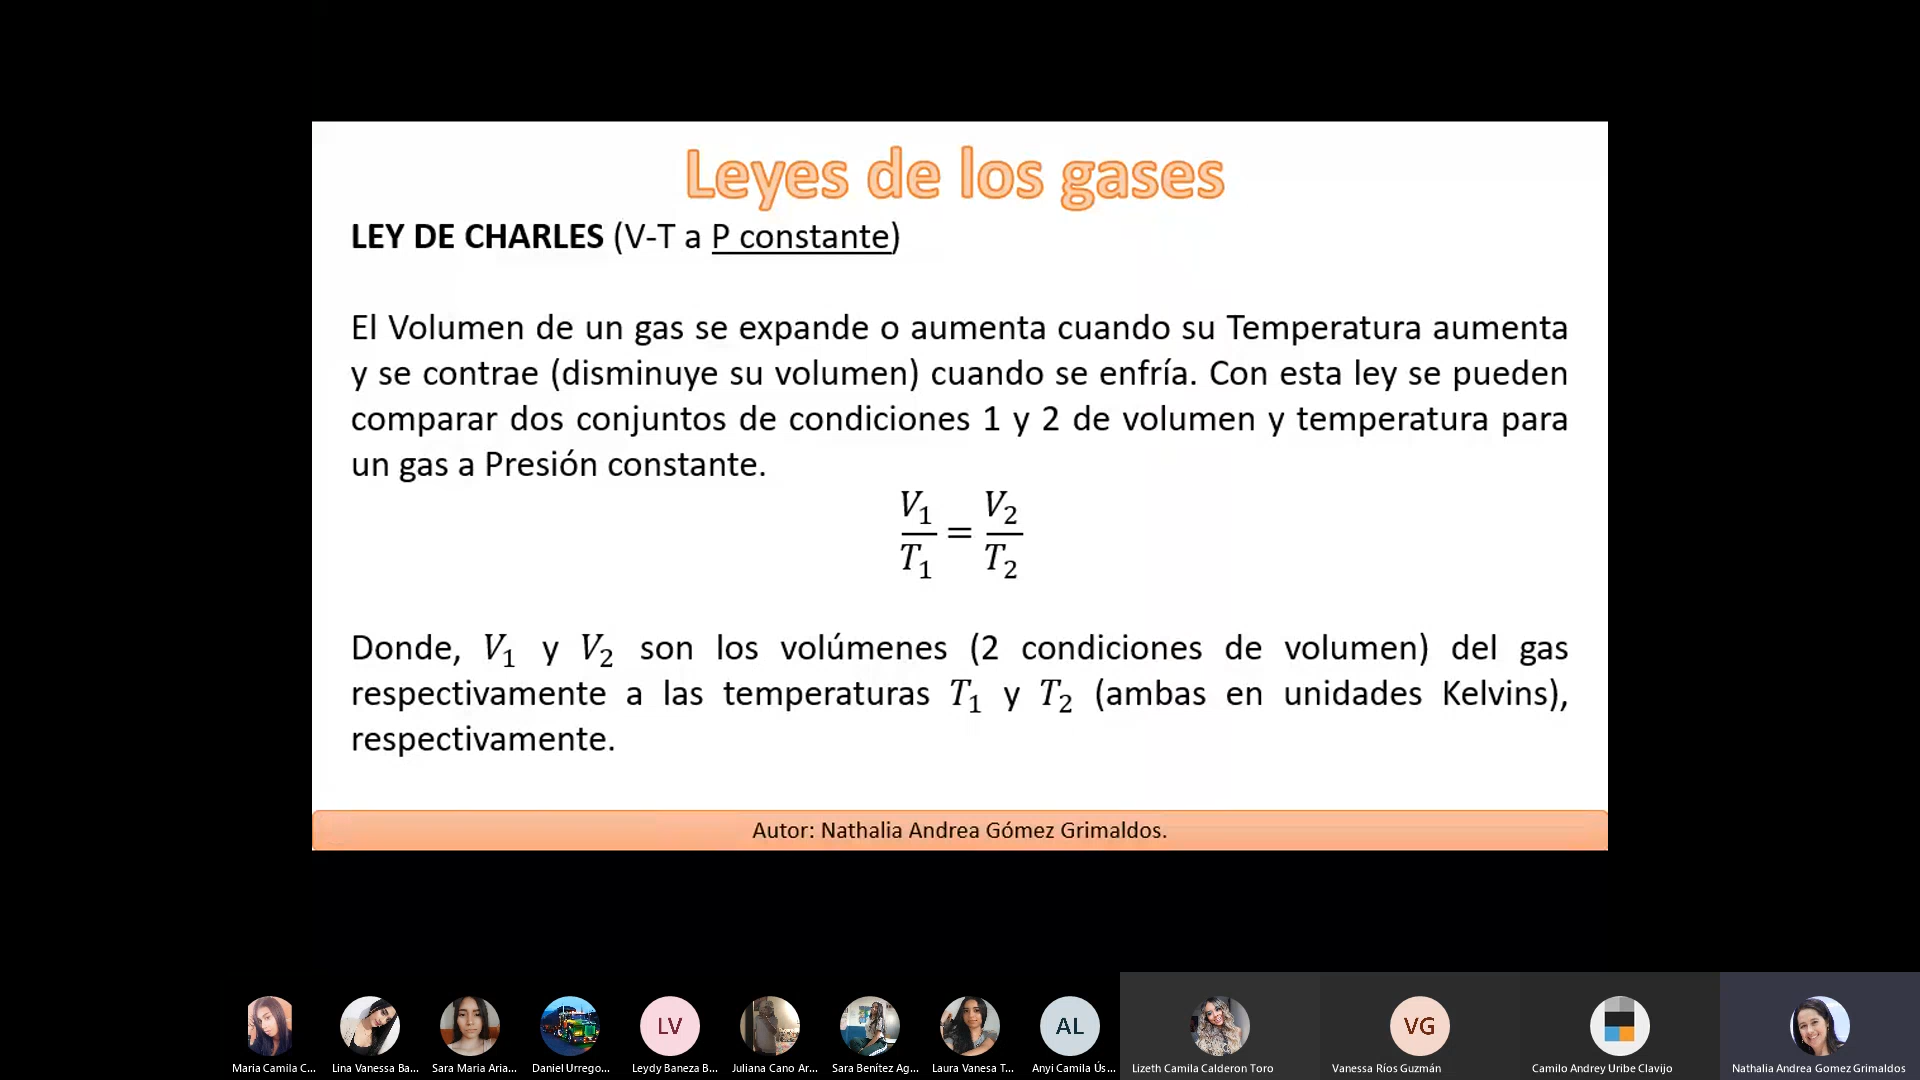 Leyes de los gases
LEY DE CHARLES (V-T a P constante)
El Volumen de un gas se expande o aumenta cuando su Temperatura aumenta
y se contrae (disminuye su volumen) cuando se enfría. Con esta ley se pueden
comparar dos conjuntos de condiciones 1 y 2 de volumen y temperatura para
un gas a Presión constante.
V₁/T₁ = V₂/T₂
Donde, V₁ y V₂ son los volúmenes (2 condiciones de volumen) del gas
respectivamente a las temperaturas T₁ y T₂ (ambas en unidades Kelvins),
respectivamente.
Autor: Nathalia Andrea Gómez Grimaldos.
LV VG AL
Maria Camila C... Lina Vanessa Ba... Sara María Aria... Daniel Urrego... Leydy Baneza B... Juliana Cano Ar... Sara Benítez Ag... Laura Vanesa T... Anyi Camila Ús... Lizeth Camila Calderon Toro Vanessa Ríos Guzmán Camilo Andrey Uribe Clavijo Nathalia Andrea Gomez Grimaldos